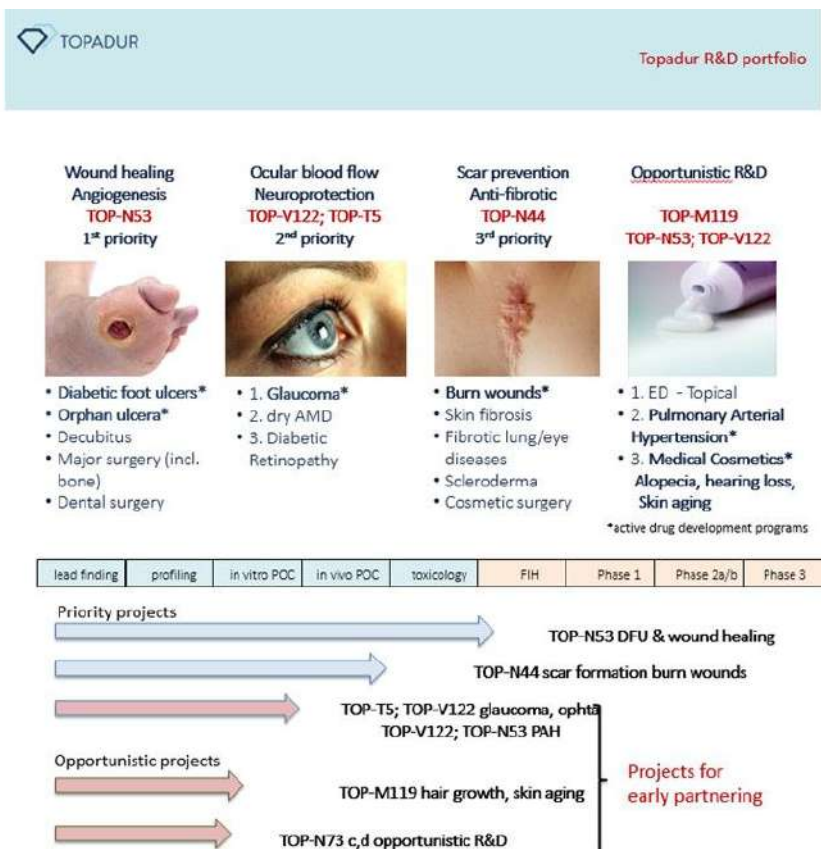 TOPADUR
Topadur R&D portfolio
Wound healing
Angiogenesis
TOP-N53
1st priority
Ocular blood flow
Neuroprotection
TOP-V122; TOP-T5
2nd priority
Scar prevention
Anti-fibrotic
TOP-N44
3rd priority
Opportunistic R&D
TOP-M119
TOP-N53; TOP-V122
• Diabetic foot ulcers*
• Orphan ulcera*
• Decubitus
• Major surgery (incl.
bone)
• Dental surgery
• 1. Glaucoma*
• 2. dry AMD
• 3. Diabetic
Retinopathy
• Burn wounds*
• Skin fibrosis
• Fibrotic lung/eye
diseases
• Scleroderma
• Cosmetic surgery
• 1. ED - Topical
• 2. Pulmonary Arterial
Hypertension*
• 3. Medical Cosmetics*
Alopecia, hearing loss,
Skin aging
*active drug development programs
lead finding profiling in vitro POC in vivo POC toxicology FIH Phase 1 Phase 2a/b Phase 3
Priority projects
TOP-N53 DFU & wound healing
TOP-N44 scar formation burn wounds
TOP-T5; TOP-V122 glaucoma, ophta
TOP-V122; TOP-N53 PAH
Opportunistic projects
TOP-M119 hair growth, skin aging
TOP-N73 c,d opportunistic R&D
Projects for
early partnering